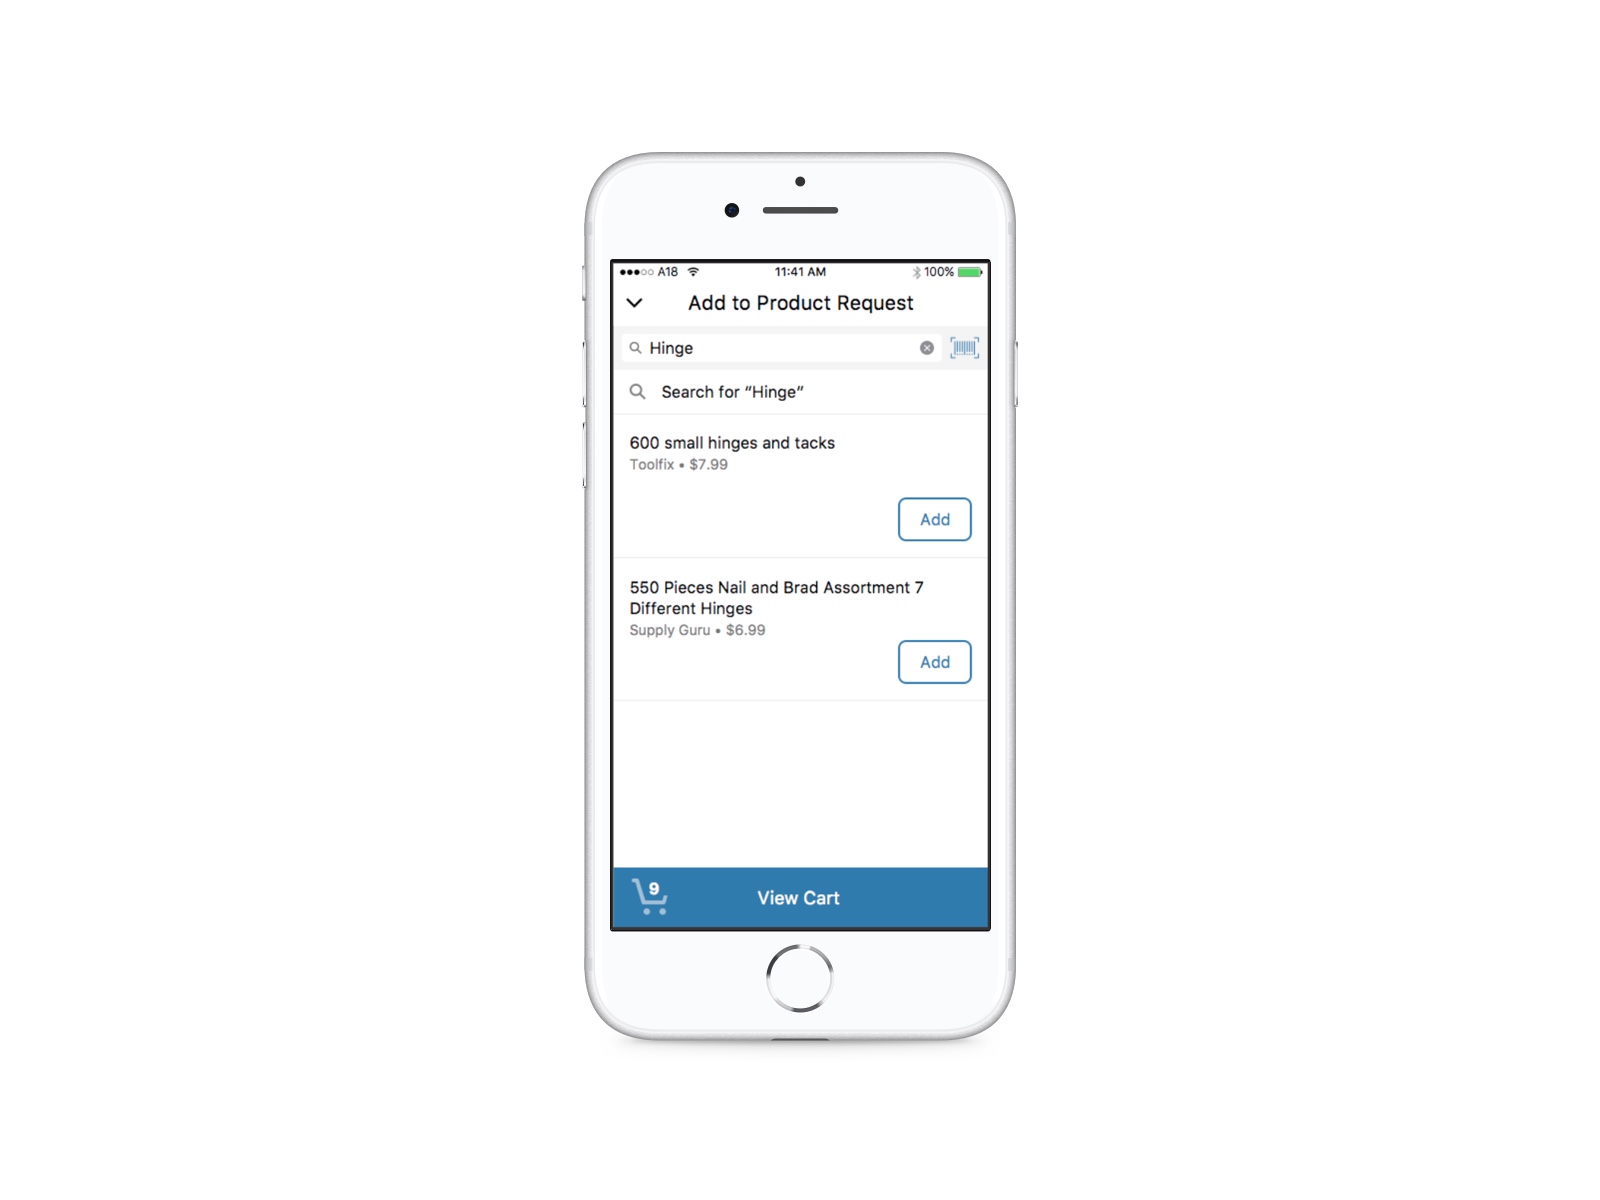 A18
11:41 AM
100%
Add to Product Request
Hinge
Search for “Hinge”
600 small hinges and tacks
Toolfix • $7.99
Add
550 Pieces Nail and Brad Assortment 7
Different Hinges
Supply Guru • $6.99
Add
9
View Cart